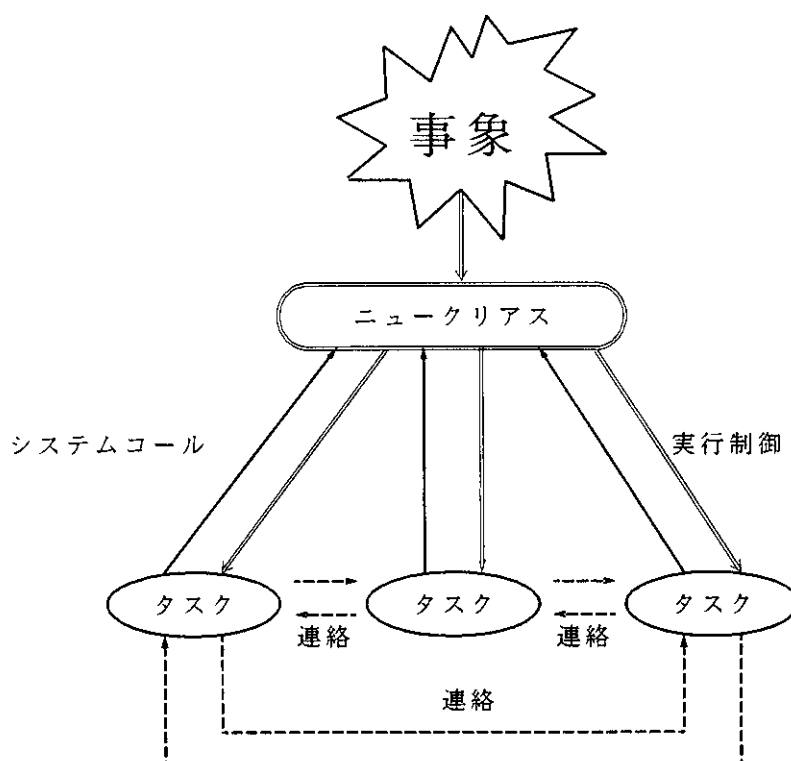 事象
ニュークリアス
システムコール
実行制御
タスク
タスク
タスク
連絡
連絡
連絡